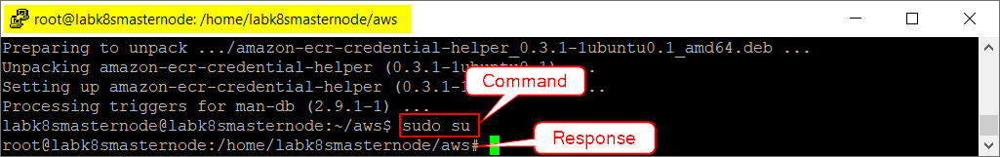 root@labk8smasternode: /home/labk8smasternode/aws
Preparing to unpack .../amazon-ecr-credential-helper_0.3.1-1ubuntu0.1_amd64.deb ...
Unpacking amazon-ecr-credential-helper (0.3.1-1ubuntu0.1) ...
Setting up amazon-ecr-credential-helper (0.3.1 ..
Command
Processing triggers for man-db (2.9.1-1) ...
labk8smasternode@labk8smasternode:~/aws$ sudo su
root@labk8smasternode:/home/labk8smasternode/aws#
Response